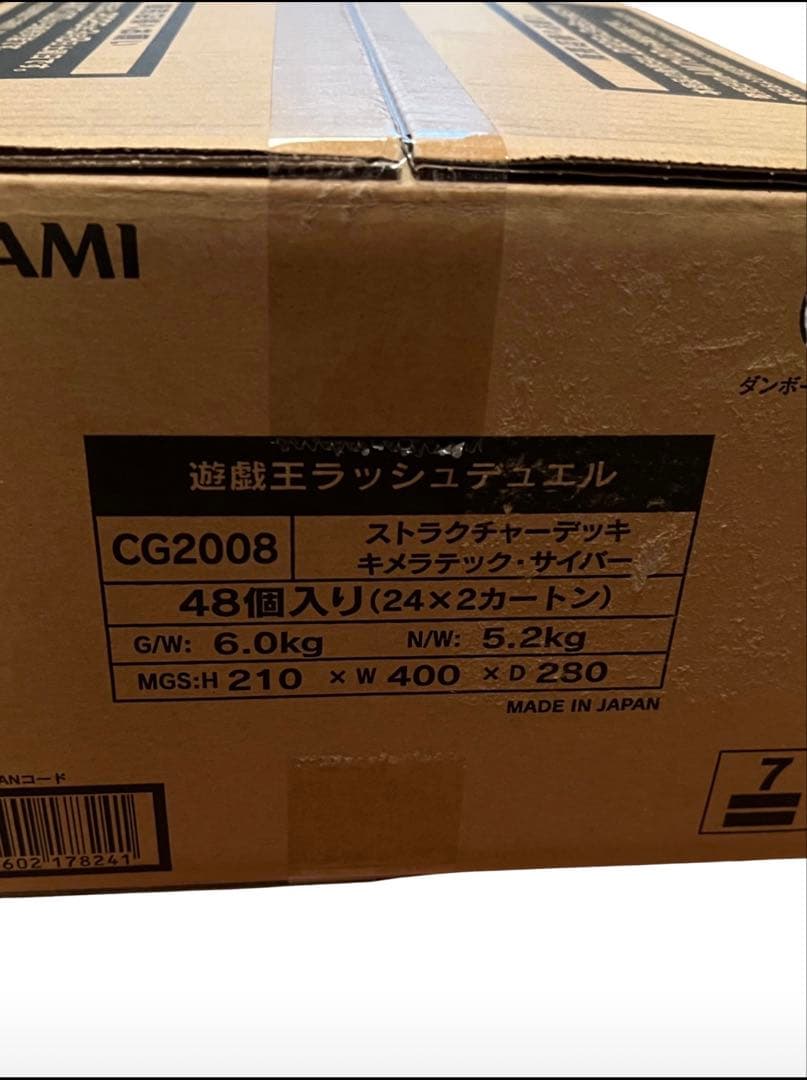 AMI
ダンボー
遊戯王ラッシュデュエル
CG2008
ストラクチャーデッキ
キメラテック・サイバー
48個入り(24×2カートン)
G/W: 6.0kg N/W: 5.2kg
MGS:H 210 ×W 400 ×D 280
MADE IN JAPAN
ANコード
602 178241
7